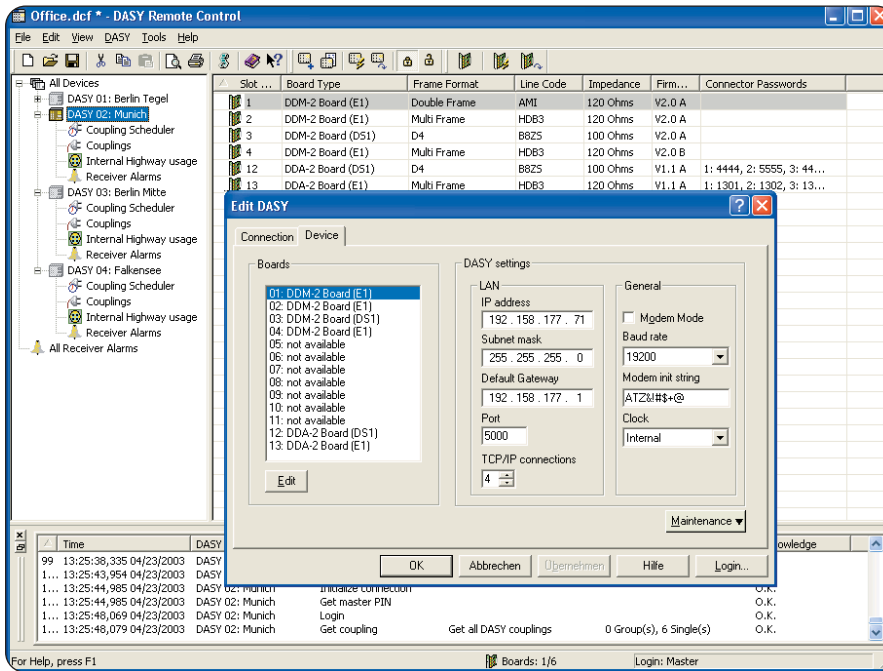 Office.dcf * - DASY Remote Control
File Edit View DASY Tools Help
All Devices
DASY 01: Berlin Tegel
DASY 02: Munich
Coupling Scheduler
Couplings
Internal Highway usage
Receiver Alarms
DASY 03: Berlin Mitte
Coupling Scheduler
Couplings
Internal Highway usage
Receiver Alarms
DASY 04: Falkensee
Coupling Scheduler
Couplings
Internal Highway usage
Receiver Alarms
All Receiver Alarms
Slot ... Board Type Frame Format Line Code Impedance Firm... Connector Passwords
1 DDM-2 Board (E1) Double Frame AMI 120 Ohms V2.0 A
2 DDM-2 Board (E1) Multi Frame HDB3 120 Ohms V2.0 A
3 DDM-2 Board (DS1) D4 B8ZS 100 Ohms V2.0 A
4 DDM-2 Board (E1) Multi Frame HDB3 120 Ohms V2.0 B
12 DDA-2 Board (DS1) D4 B8ZS 100 Ohms V1.1 A 1: 4444, 2: 5555, 3: 44...
13 DDA-2 Board (E1) Multi Frame HDB3 120 Ohms V1.1 A 1: 1301, 2: 1302, 3: 13...
Edit DASY
Connection Device
Boards
01: DDM-2 Board (E1)
02: DDM-2 Board (E1)
03: DDM-2 Board (DS1)
04: DDM-2 Board (E1)
05: not available
06: not available
07: not available
08: not available
09: not available
10: not available
11: not available
12: DDA-2 Board (DS1)
13: DDA-2 Board (E1)
Edit
DASY settings
LAN
IP address
192 . 158 . 177 . 71
Subnet mask
255 . 255 . 255 . 0
Default Gateway
192 . 158 . 177 . 1
Port
5000
TCP/IP connections
4
General
Modem Mode
Baud rate
19200
Modem init string
ATZ&!#$+@
Clock
Internal
Maintenance
OK Abbrechen Übernehmen Hilfe Login...
Time DASY owledge
99 13:25:38,335 04/23/2003 DASY
1... 13:25:43,954 04/23/2003 DASY
1... 13:25:44,985 04/23/2003 DASY 02: Munich Initialize connection O.K.
1... 13:25:44,985 04/23/2003 DASY 02: Munich Get master PIN O.K.
1... 13:25:48,069 04/23/2003 DASY 02: Munich Login O.K.
1... 13:25:48,079 04/23/2003 DASY 02: Munich Get coupling Get all DASY couplings 0 Group(s), 6 Single(s) O.K.
For Help, press F1 Boards: 1/6 Login: Master